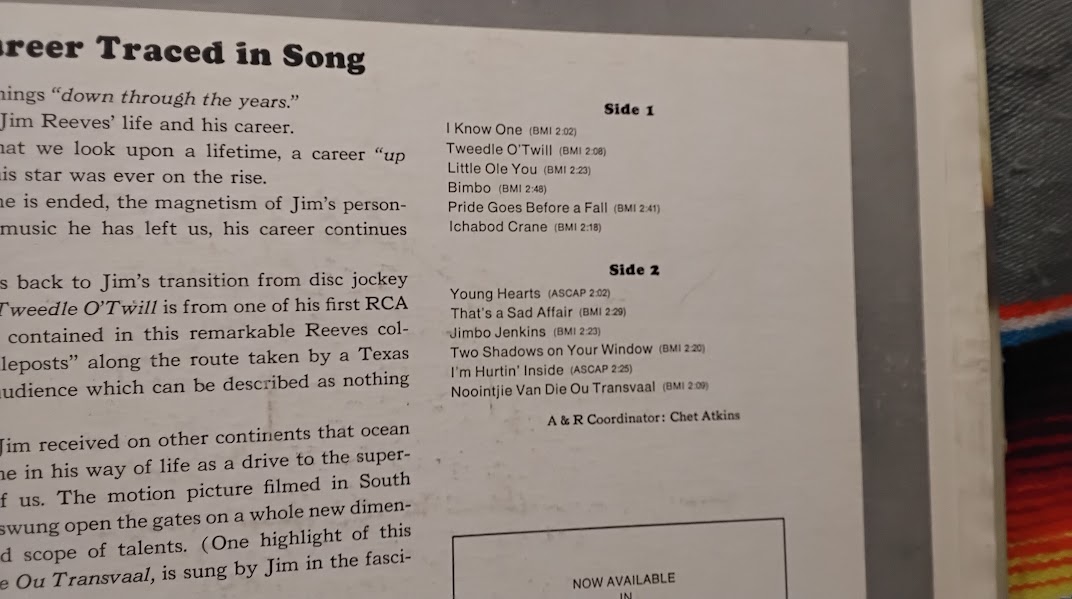 areer Traced in Song
hings “down through the years.”
Jim Reeves’ life and his career.
hat we look upon a lifetime, a career “up
is star was ever on the rise.
he is ended, the magnetism of Jim’s person-
music he has left us, his career continues
s back to Jim’s transition from disc jockey
Tweedle O’Twill is from one of his first RCA
contained in this remarkable Reeves col-
leposts” along the route taken by a Texas
udience which can be described as nothing
Jim received on other continents that ocean
ne in his way of life as a drive to the super-
f us. The motion picture filmed in South
swung open the gates on a whole new dimen-
d scope of talents. (One highlight of this
e Ou Transvaal, is sung by Jim in the fasci-
Side 1
I Know One (BMI 2:02)
Tweedle O’Twill (BMI 2:08)
Little Ole You (BMI 2:23)
Bimbo (BMI 2:48)
Pride Goes Before a Fall (BMI 2:41)
Ichabod Crane (BMI 2:18)
Side 2
Young Hearts (ASCAP 2:02)
That’s a Sad Affair (BMI 2:29)
Jimbo Jenkins (BMI 2:23)
Two Shadows on Your Window (BMI 2:20)
I’m Hurtin’ Inside (ASCAP 2:25)
Noointjie Van Die Ou Transvaal (BMI 2:09)
A & R Coordinator: Chet Atkins
NOW AVAILABLE
IN